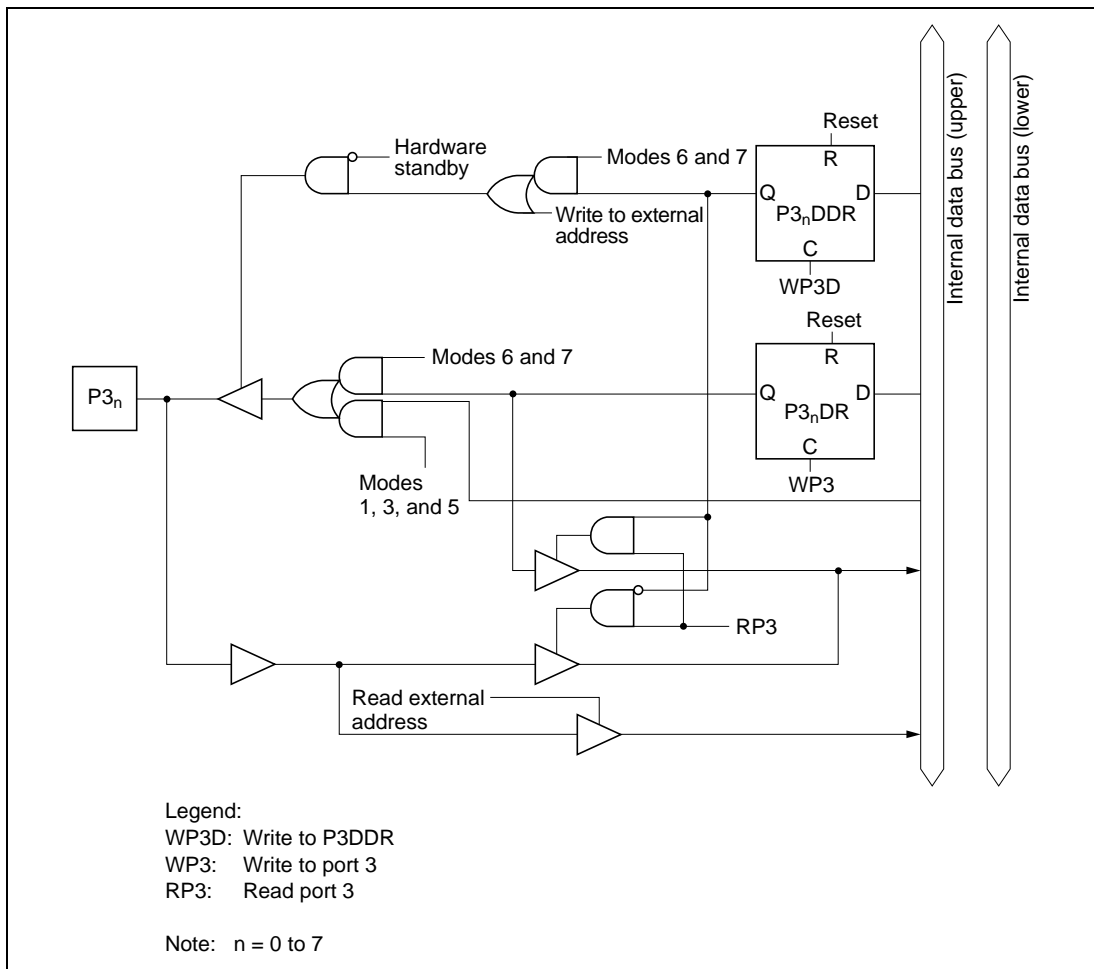 Hardware
standby
Modes 6 and 7
Write to external
address
Reset
R
Q
D
P3nDDR
C
WP3D
Reset
R
Q
D
P3nDR
C
WP3
Modes 6 and 7
P3n
Modes
1, 3, and 5
RP3
Read external
address
Internal data bus (upper)
Internal data bus (lower)
Legend:
WP3D: Write to P3DDR
WP3: Write to port 3
RP3: Read port 3
Note: n = 0 to 7